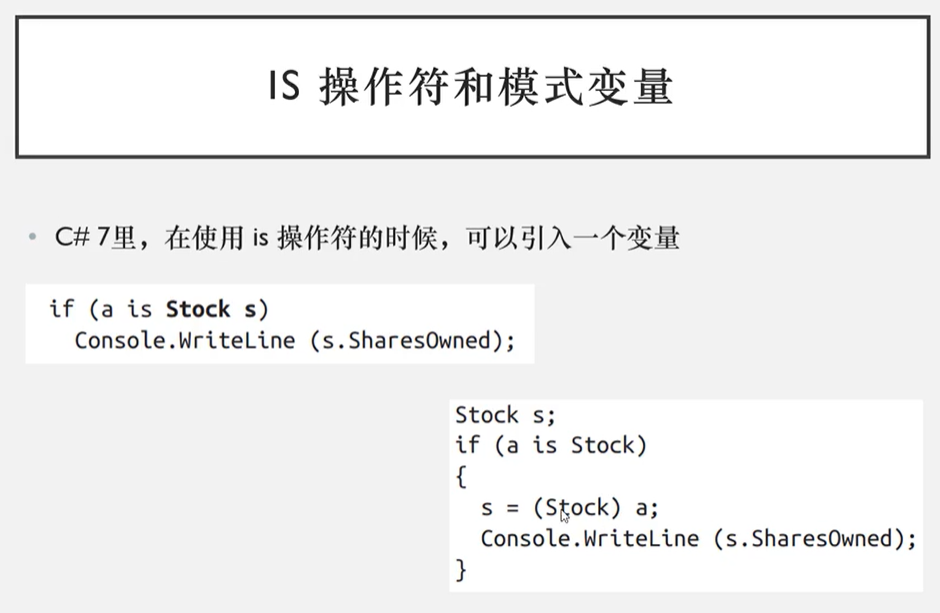 IS 操作符和模式变量
• C# 7里，在使用 is 操作符的时候，可以引入一个变量
if (a is Stock s)
  Console.WriteLine (s.SharesOwned);
Stock s;
if (a is Stock)
{
  s = (Stock) a;
  Console.WriteLine (s.SharesOwned);
}